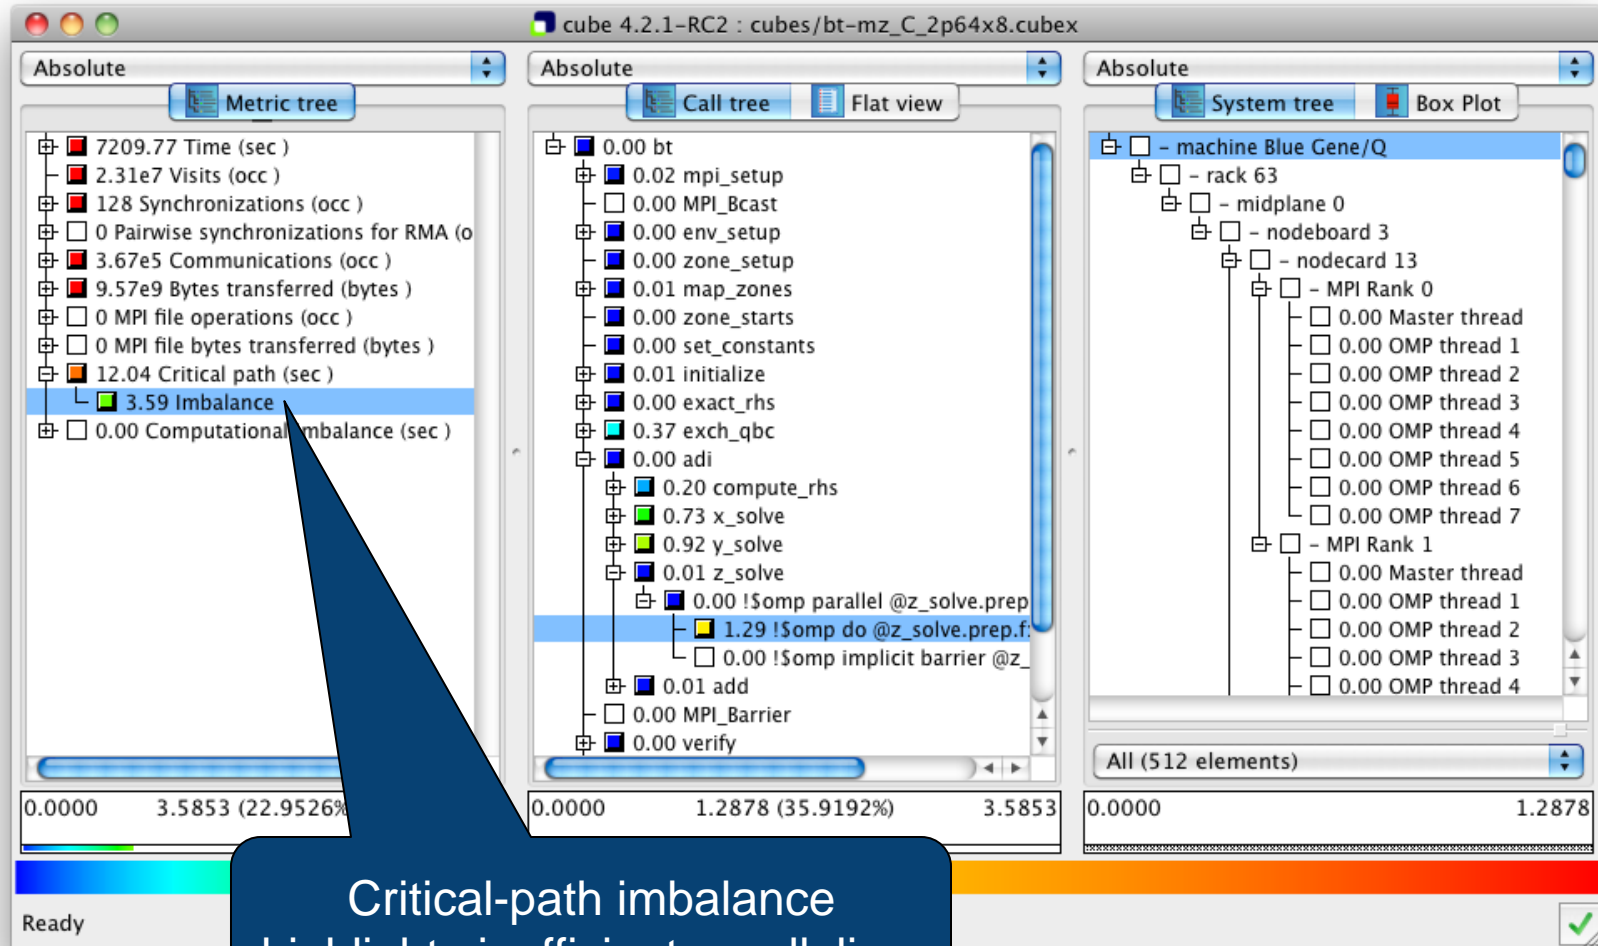 cube 4.2.1-RC2 : cubes/bt-mz_C_2p64x8.cubex
Absolute
Metric tree
7209.77 Time (sec )
2.31e7 Visits (occ )
128 Synchronizations (occ )
0 Pairwise synchronizations for RMA (o
3.67e5 Communications (occ )
9.57e9 Bytes transferred (bytes )
0 MPI file operations (occ )
0 MPI file bytes transferred (bytes )
12.04 Critical path (sec )
3.59 Imbalance
0.00 Computational imbalance (sec )
0.0000 3.5853 (22.9526%
Absolute
Call tree Flat view
0.00 bt
0.02 mpi_setup
0.00 MPI_Bcast
0.00 env_setup
0.00 zone_setup
0.01 map_zones
0.00 zone_starts
0.00 set_constants
0.01 initialize
0.00 exact_rhs
0.37 exch_qbc
0.00 adi
0.20 compute_rhs
0.73 x_solve
0.92 y_solve
0.01 z_solve
0.00 !$omp parallel @z_solve.prep
1.29 !$omp do @z_solve.prep.f:
0.00 !$omp implicit barrier @z_
0.01 add
0.00 MPI_Barrier
0.00 verify
0.0000 1.2878 (35.9192%) 3.5853
Absolute
System tree Box Plot
- machine Blue Gene/Q
- rack 63
- midplane 0
- nodeboard 3
- nodecard 13
- MPI Rank 0
0.00 Master thread
0.00 OMP thread 1
0.00 OMP thread 2
0.00 OMP thread 3
0.00 OMP thread 4
0.00 OMP thread 5
0.00 OMP thread 6
0.00 OMP thread 7
- MPI Rank 1
0.00 Master thread
0.00 OMP thread 1
0.00 OMP thread 2
0.00 OMP thread 3
0.00 OMP thread 4
All (512 elements)
0.0000 1.2878
Critical-path imbalance
highlights inefficient parallelism
Ready